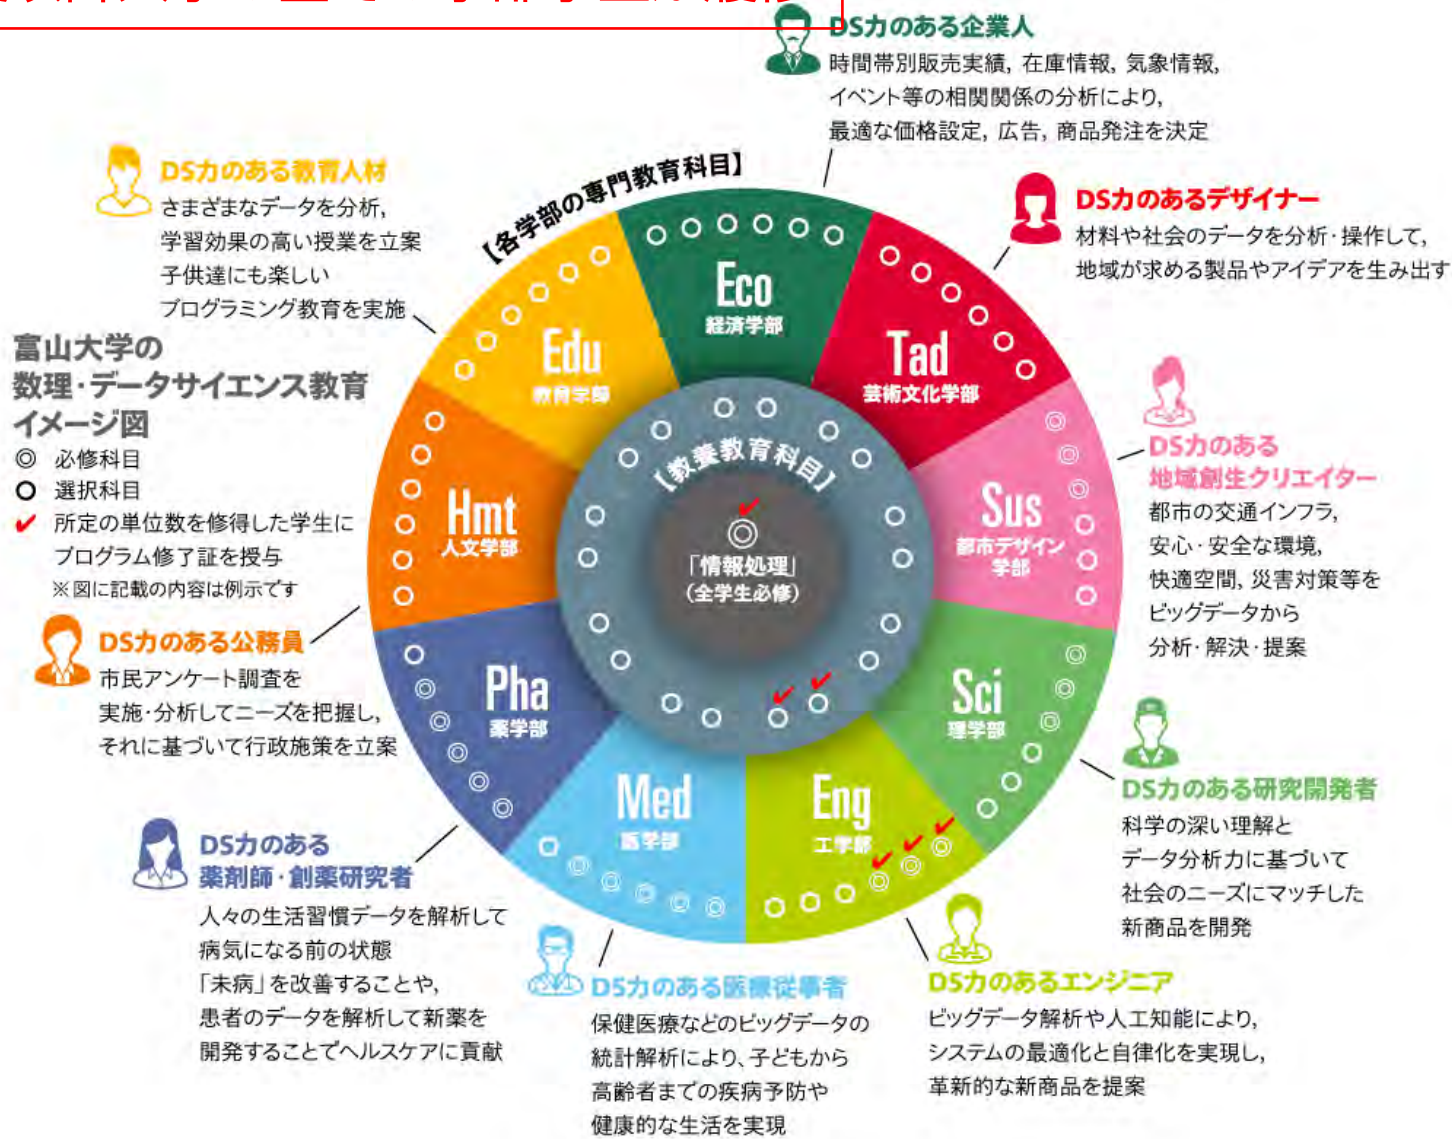 DS力のある企業人
時間帯別販売実績, 在庫情報, 気象情報,
イベント等の相関関係の分析により,
最適な価格設定, 広告, 商品発注を決定
DS力のある教育人材
さまざまなデータを分析,
学習効果の高い授業を立案
子供達にも楽しい
プログラミング教育を実施
【各学部の専門教育科目】
DS力のあるデザイナー
材料や社会のデータを分析・操作して,
地域が求める製品やアイデアを生み出す
富山大学の
数理・データサイエンス教育
イメージ図
◎ 必修科目
○ 選択科目
✔ 所定の単位数を修得した学生に
プログラム修了証を授与
※図に記載の内容は例示です
Eco
経済学部
Edu
教育学部
Tad
芸術文化学部
Hmt
人文学部
Sus
都市デザイン
学部
【教養教育科目】
◎
「情報処理」
(全学生必修)
DS力のある
地域創生クリエイター
都市の交通インフラ,
安心・安全な環境,
快適空間, 災害対策等を
ビッグデータから
分析・解決・提案
DS力のある公務員
市民アンケート調査を
実施・分析してニーズを把握し,
それに基づいて行政施策を立案
Pha
薬学部
Sci
理学部
Med
医学部
Eng
工学部
DS力のある研究開発者
科学の深い理解と
データ分析力に基づいて
社会のニーズにマッチした
新商品を開発
DS力のある
薬剤師・創薬研究者
人々の生活習慣データを解析して
病気になる前の状態
「未病」を改善することや,
患者のデータを解析して新薬を
開発することでヘルスケアに貢献
DS力のある医療従事者
保健医療などのビッグデータの
統計解析により、子どもから
高齢者までの疾病予防や
健康的な生活を実現
DS力のあるエンジニア
ビッグデータ解析や人工知能により,
システムの最適化と自律化を実現し,
革新的な新商品を提案